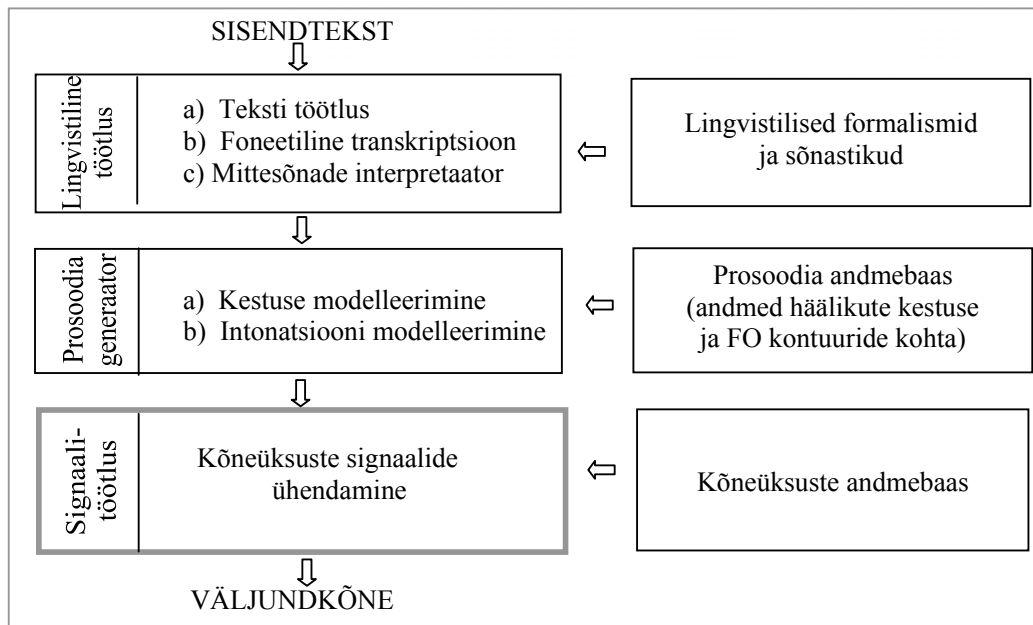 SISENDTEKST
Lingvistiline
töötlus
a) Teksti töötlus
b) Foneetiline transkriptsioon
c) Mittesõnade interpretaator
Lingvistilised formalismid
ja sõnastikud
Prosoodia
generaator
a) Kestuse modelleerimine
b) Intonatsiooni modelleerimine
Prosoodia andmebaas
(andmed häälikute kestuse
ja FO kontuuride kohta)
Signaali-
töötlus
Kõneüksuste signaalide
ühendamine
Kõneüksuste andmebaas
VÄLJUNDKÕNE